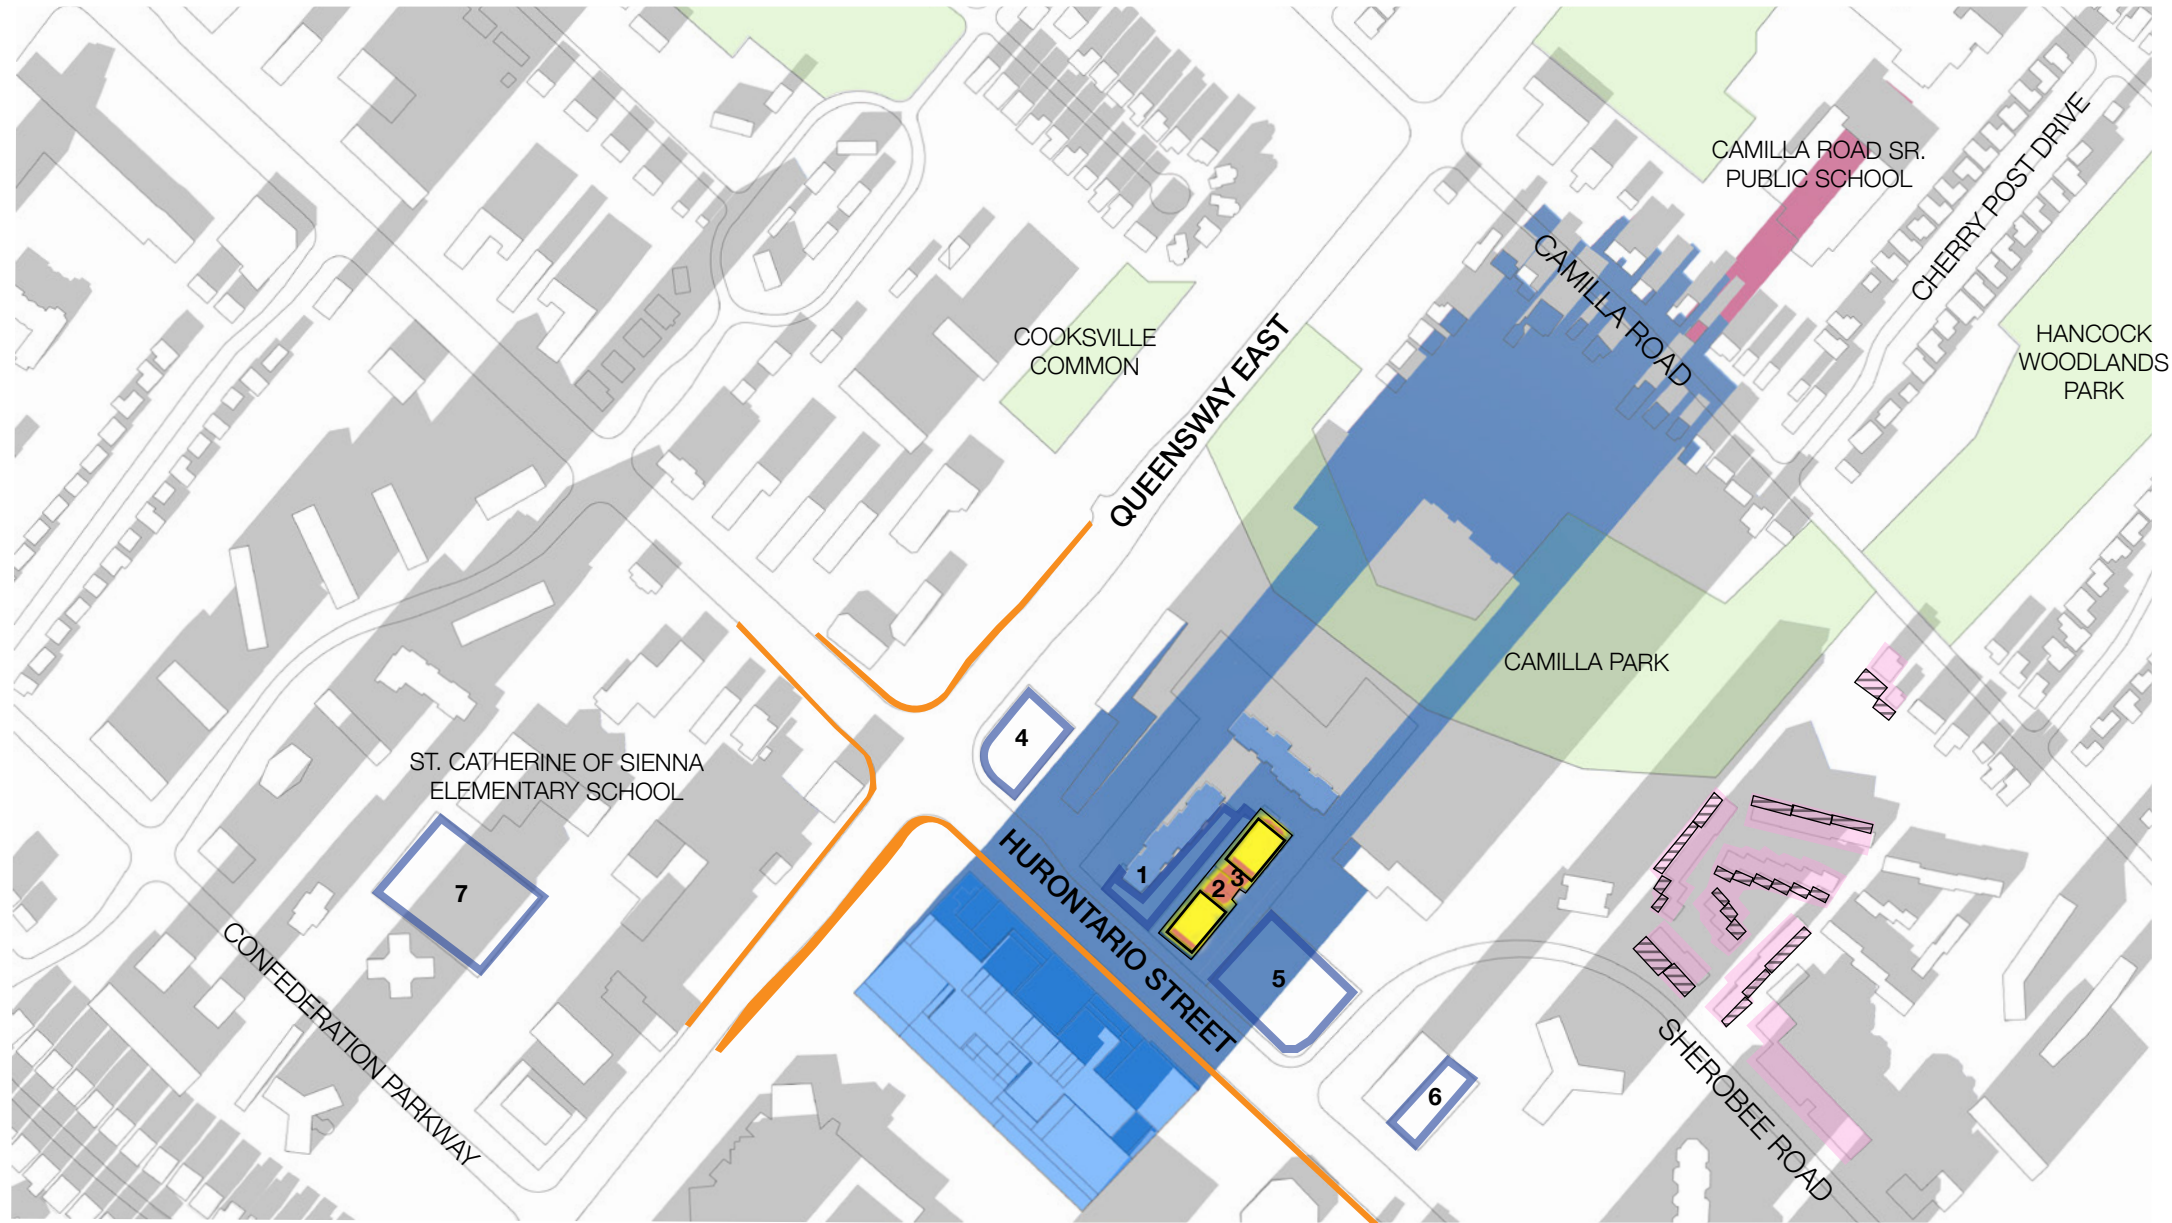 CAMILLA ROAD SR.
PUBLIC SCHOOL
CHERRY POST DRIVE
CAMILLA ROAD
COOKSVILLE
COMMON
QUEENSWAY EAST
HANCOCK
WOODLANDS
PARK
CAMILLA PARK
4
ST. CATHERINE OF SIENNA
ELEMENTARY SCHOOL
HURONTARIO STREET
1
2
3
7
5
CONFEDERATION PARKWAY
6
SHEROBEE ROAD